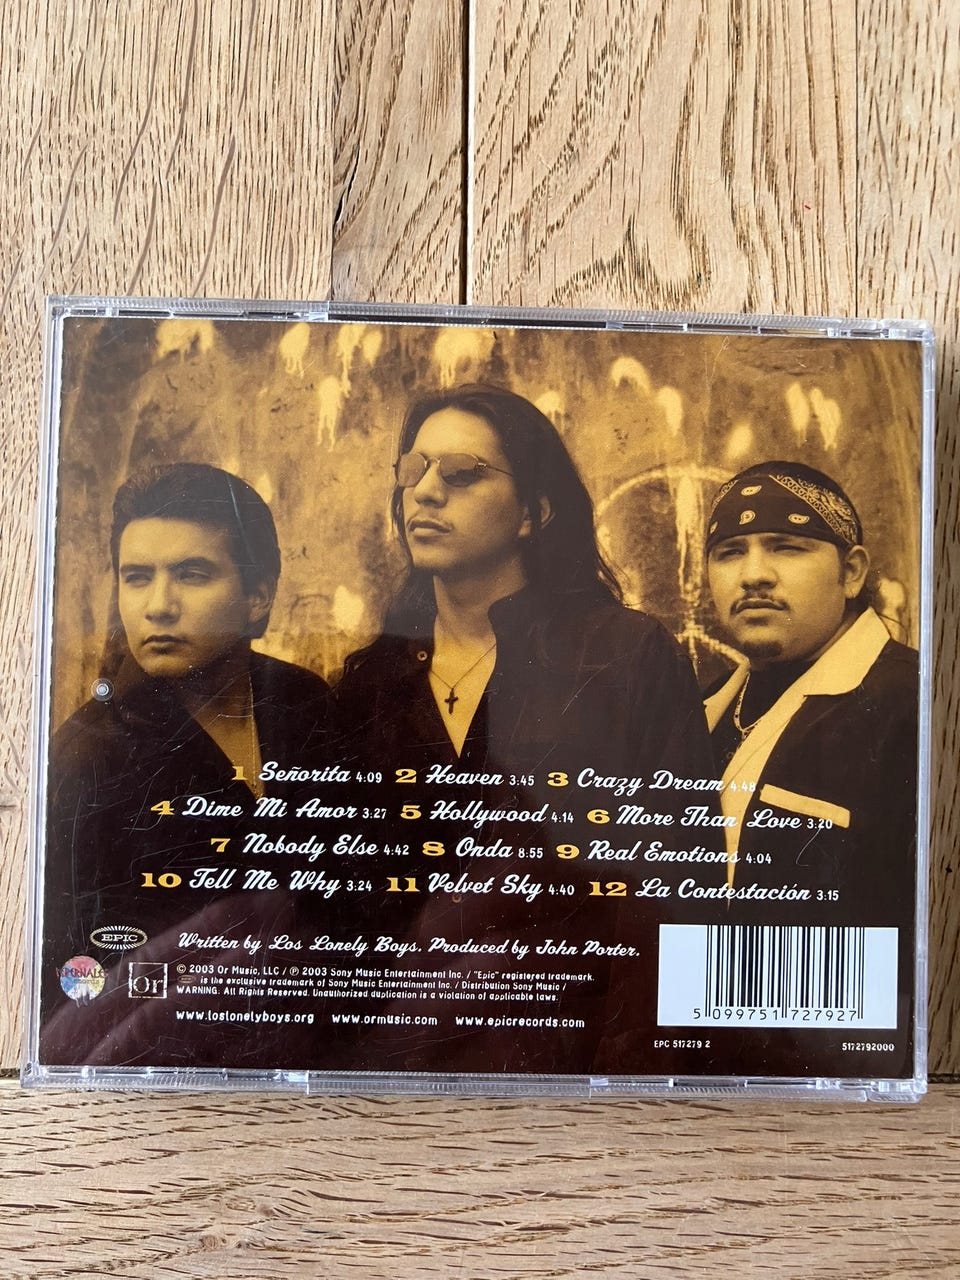 1 Señorita 4:09 2 Heaven 3:45 3 Crazy Dream 4:48
4 Dime Mi Amor 3:27 5 Hollywood 4:14 6 More Than Love 3:20
7 Nobody Else 4:42 8 Onda 8:55 9 Real Emotions 4:04
10 Tell Me Why 3:24 11 Velvet Sky 4:40 12 La Contestación 3:15
EPIC
Written by Los Lonely Boys. Produced by John Porter.
Or
© 2003 Or Music, LLC / ℗ 2003 Sony Music Entertainment Inc. / "Epic" registered trademark.
is the exclusive trademark of Sony Music Entertainment Inc. / Distribution Sony Music /
WARNING: All Rights Reserved. Unauthorized duplication is a violation of applicable laws.
www.loslonelyboys.org www.ormusic.com www.epicrecords.com
5 099751 727927
EPC 517279 2 5172792000